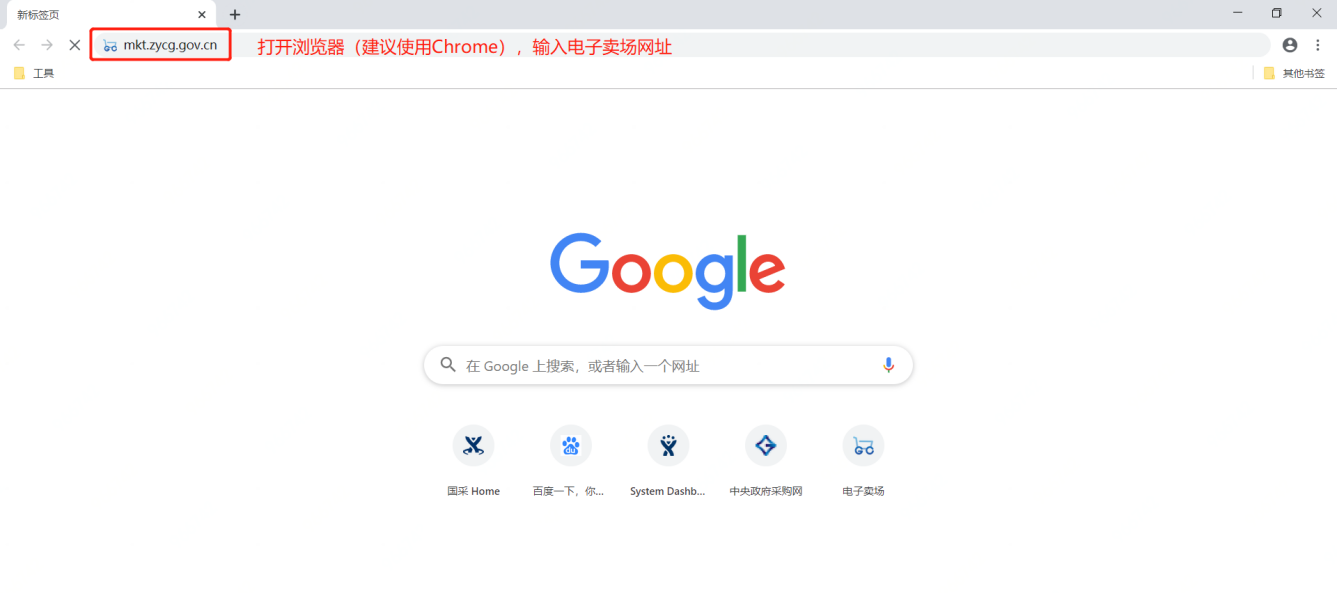 新标签页
mkt.zycg.gov.cn
打开浏览器（建议使用Chrome），输入电子卖场网址
工具
其他书签
Google
在 Google 上搜索，或者输入一个网址
du
国采 Home
百度一下，你...
System Dashb...
中央政府采购网
电子卖场